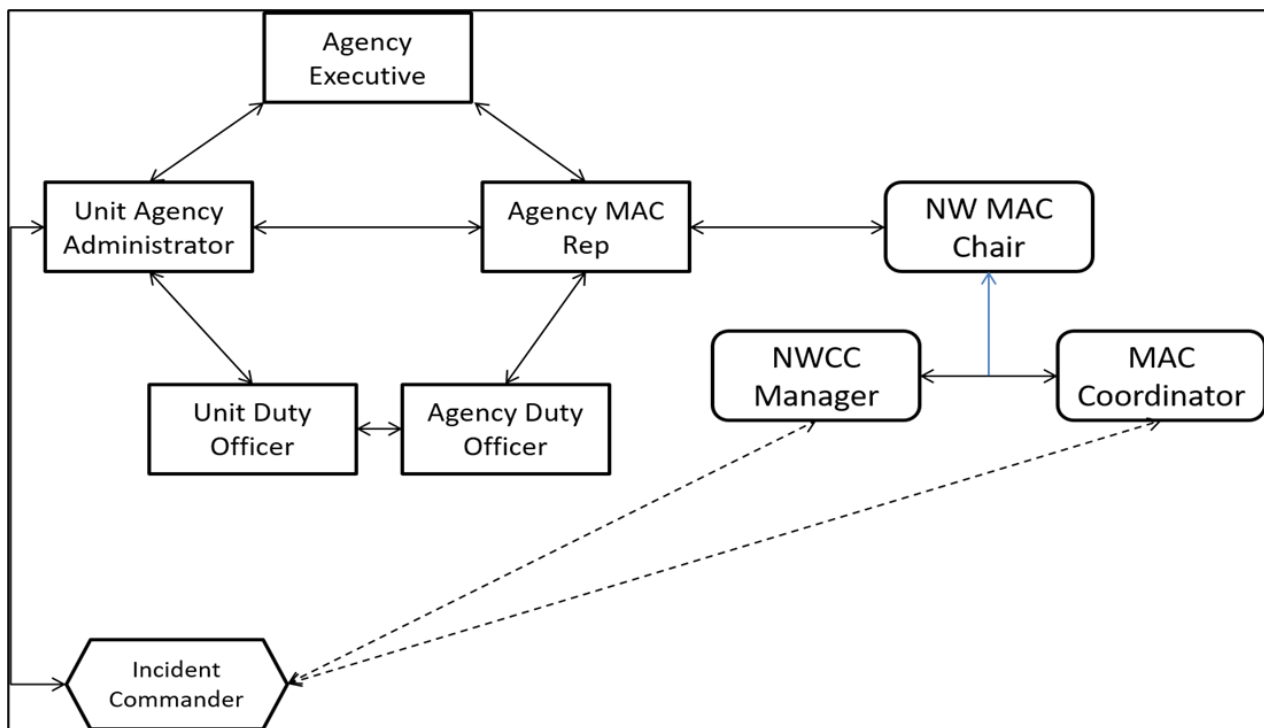 Agency
Executive
Unit Agency
Administrator
Agency MAC
Rep
NW MAC
Chair
NWCC
Manager
MAC
Coordinator
Unit Duty
Officer
Agency Duty
Officer
Incident
Commander